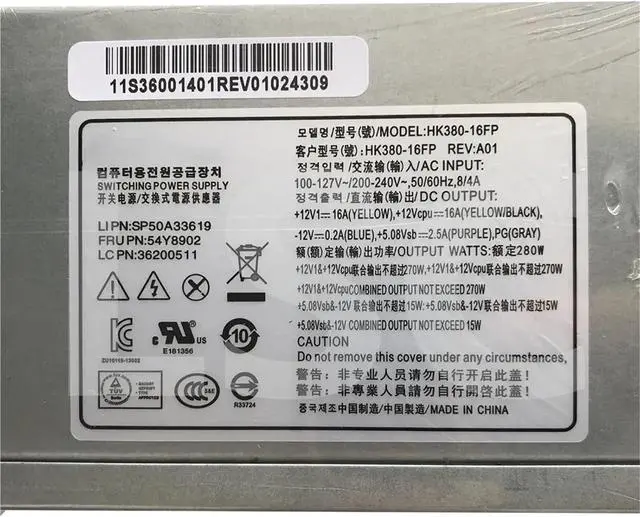 11S36001401REV01024309
컴퓨터용전원공급장치
SWITCHING POWER SUPPLY
开关电源/交換式電源供應器
LI PN:SP50A33619
FRU PN:54Y8902
LC PN:36200511
모델명/型号(號)/MODEL:HK380-16FP
客户型号(號):HK380-16FP REV:A01
정격입력/交流输(輸)入/AC INPUT:
100-127V~/200-240V~,50/60Hz,8/4A
정격출력/直流输(輸)出/DC OUTPUT:
+12V1⎓16A(YELLOW),+12Vcpu⎓16A(YELLOW/BLACK),
-12V⎓0.2A(BLUE),+5.08Vsb⎓2.5A(PURPLE),PG(GRAY)
额(額)定输(輸)出功率/OUTPUT WATTS:额定280W
+12V1&+12Vcpu联合输出不超过270W;+12V1&+12Vcpu联合输出不超过270W
+12V1&+12Vcpu COMBINED OUTPUT NOT EXCEED 270W
+5.08Vsb&-12V 联合输出不超过15W;+5.08Vsb&-12V 联合输出不超过15W
+5.08Vsb&-12V COMBINED OUTPUT NOT EXCEED 15W
CAUTION
Do not remove this cover under any circumstances.
警告: 非专业人员请勿自行开启此盖!
警告: 非專業人員請勿自行開啓此蓋!
중국제조/中国制造/中國製造/MADE IN CHINA
c RU US
E181356
10
TÜV
CCC S&E
R33724